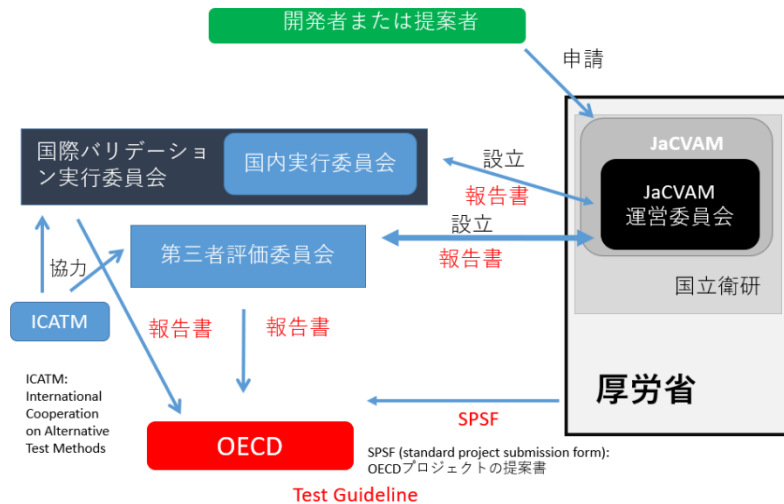 開発者または提案者
申請
国際バリデーショ
ン実行委員会
国内実行委員会
設立
報告書
JaCVAM
JaCVAM
運営委員会
設立
報告書
第三者評価委員会
協力
国立衛研
ICATM
報告書
報告書
ICATM:
International
Cooperation
on Alternative
Test Methods
厚労省
SPSF
OECD
SPSF (standard project submission form):
OECDプロジェクトの提案書
Test Guideline